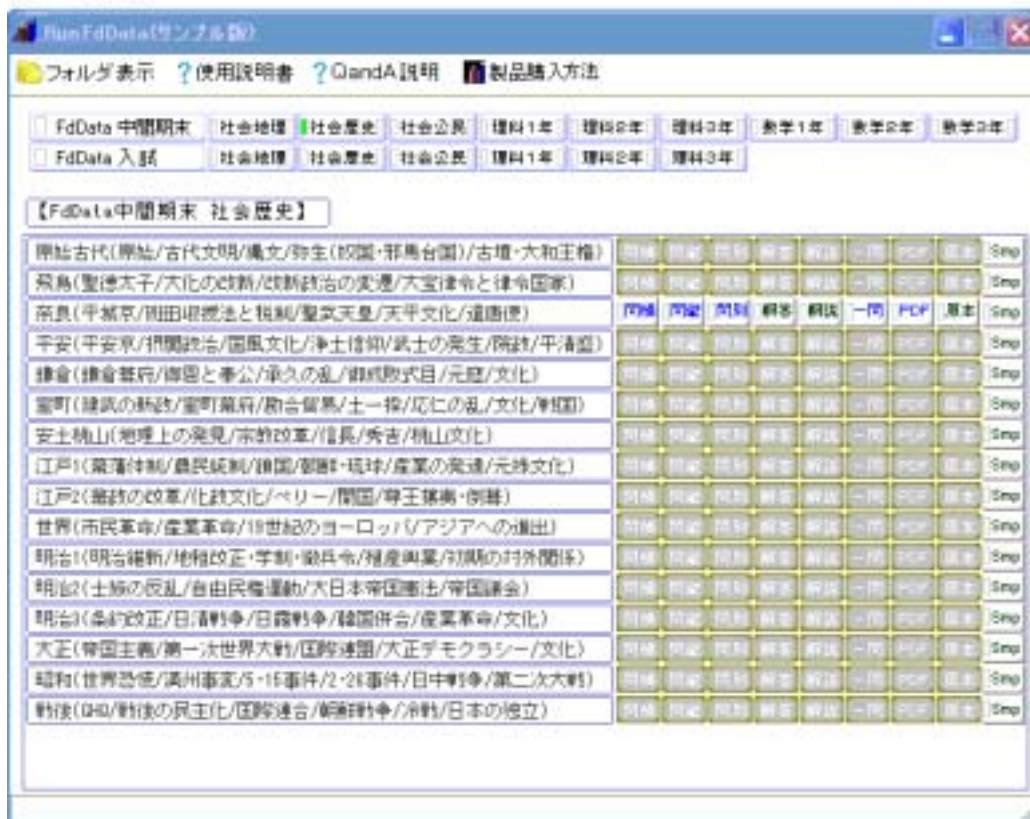 RunFdData(サンプル版)
フォルダ表示 ?使用説明書 ?QandA説明 製品購入方法
FdData 中間期末 社会地理 社会歴史 社会公民 理科1年 理科2年 理科3年 数学1年 数学2年 数学3年
FdData 入試 社会地理 社会歴史 社会公民 理科1年 理科2年 理科3年
【FdData中間期末 社会歴史】
原始古代(原始/古代文明/縄文/弥生(奴国・邪馬台国)/古墳・大和王権) Smp
飛鳥(聖徳太子/大化の改新/改新政治の変遷/大宝律令と律令国家) Smp
奈良(平城京/班田収授法と税制/聖武天皇/天平文化/遣唐使) 解答 解説 一問 PDF 原本 Smp
平安(平安京/摂関政治/国風文化/浄土信仰/武士の発生/院政/平清盛) Smp
鎌倉(鎌倉幕府/御恩と奉公/承久の乱/御成敗式目/元寇/文化) Smp
室町(建武の新政/室町幕府/勘合貿易/土一揆/応仁の乱/文化/戦国) Smp
安土桃山(地理上の発見/宗教改革/信長/秀吉/桃山文化) Smp
江戸1(幕藩体制/農民統制/鎖国/朝鮮・琉球/産業の発達/元禄文化) Smp
江戸2(幕政の改革/化政文化/ペリー/開国/尊王攘夷・倒幕) Smp
世界(市民革命/産業革命/19世紀のヨーロッパ/アジアへの進出) Smp
明治1(明治維新/地租改正・学制・徴兵令/殖産興業/初期の対外関係) Smp
明治2(士族の反乱/自由民権運動/大日本帝国憲法/帝国議会) Smp
明治3(条約改正/日清戦争/日露戦争/韓国併合/産業革命/文化) Smp
大正(帝国主義/第一次世界大戦/国際連盟/大正デモクラシー/文化) Smp
昭和(世界恐慌/満州事変/5・15事件/2・26事件/日中戦争/第二次大戦) Smp
戦後(GHQ/戦後の民主化/国際連合/朝鮮戦争/冷戦/日本の独立) Smp